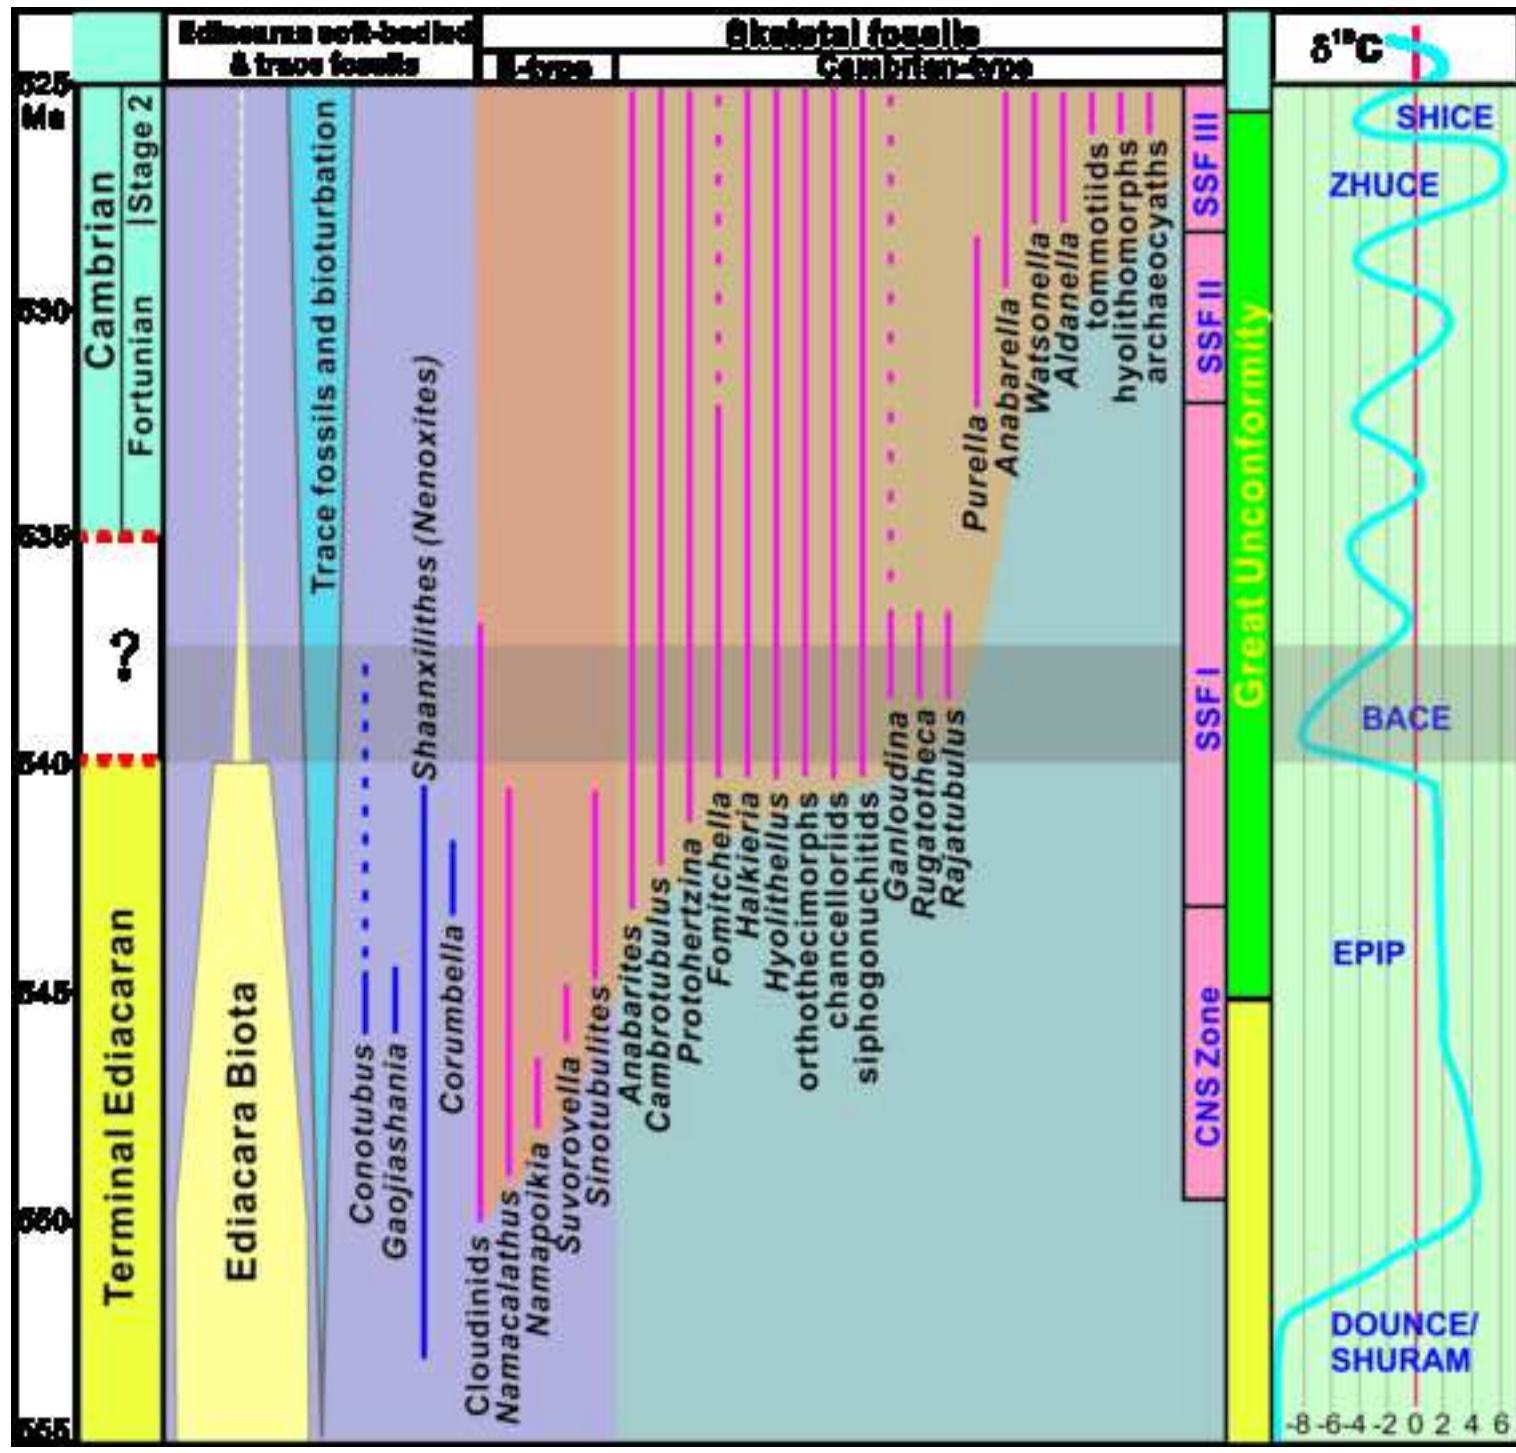 Ediacaran soft-bodied
& trace fossils
Skeletal fossils
E-type
Cambrian-type
δ¹³C
525
Ma
530
535
540
545
550
555
Cambrian
Stage 2
Fortunian
?
Terminal Ediacaran
Ediacara Biota
Trace fossils and bioturbation
Conotubus
Gaojiashania
Shaanxilithes (Nenoxites)
Corumbella
Cloudinids
Namacalathus
Namapoikia
Suvorovella
Sinotubulites
Anabarites
Cambrotubulus
Protohertzina
Fomitchella
Halkieria
Hyolithellus
orthothecimorphs
chancelloriids
siphogonuchitids
Ganloudina
Rugatotheca
Rajatubulus
Purella
Anabarella
Watsonella
Aldanella
tommotiids
hyolithomorphs
archaeocyaths
SSF III
SSF II
SSF I
CNS Zone
Great Unconformity
SHICE
ZHUCE
BACE
EPIP
DOUNCE/
SHURAM
-8 -6 -4 -2 0 2 4 6